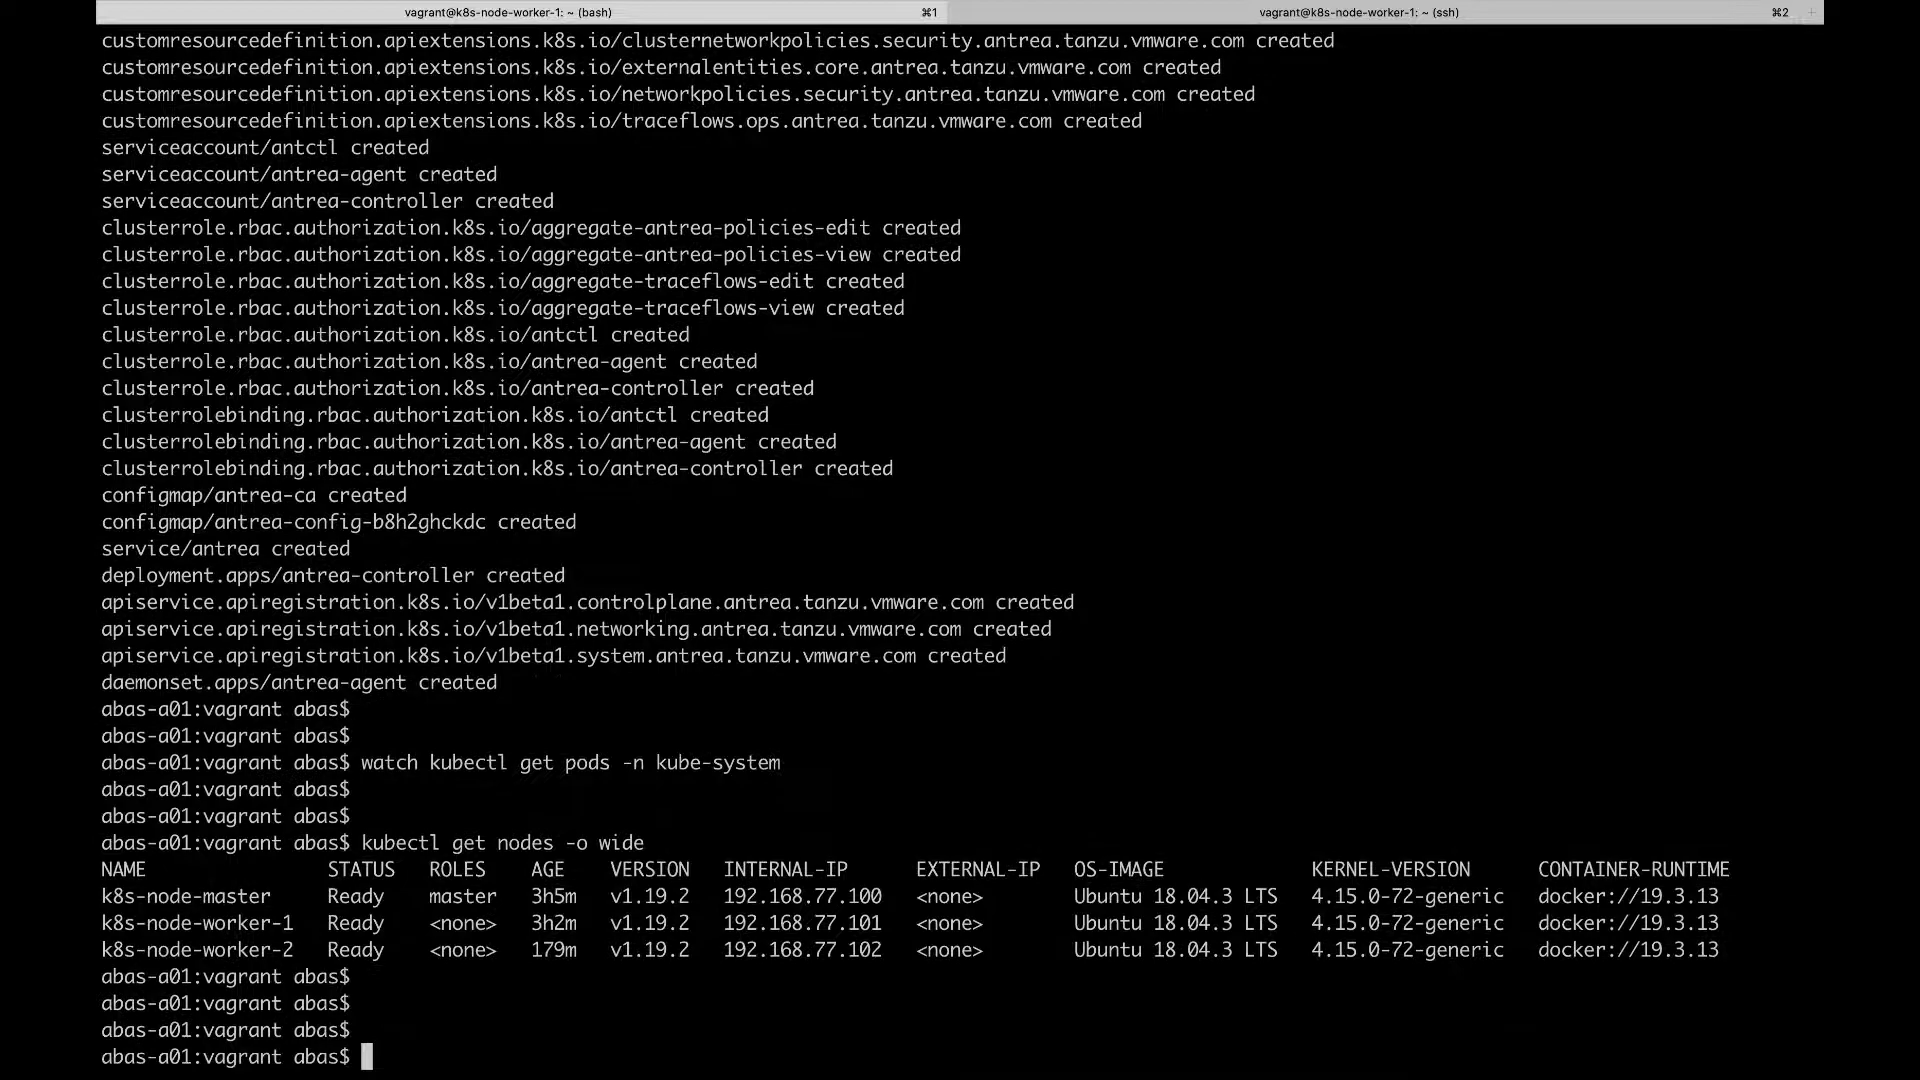 vagrant@k8s-node-worker-1: ~ (bash) ⌘1 vagrant@k8s-node-worker-1: ~ (ssh) ⌘2 +
customresourcedefinition.apiextensions.k8s.io/clusternetworkpolicies.security.antrea.tanzu.vmware.com created
customresourcedefinition.apiextensions.k8s.io/externalentities.core.antrea.tanzu.vmware.com created
customresourcedefinition.apiextensions.k8s.io/networkpolicies.security.antrea.tanzu.vmware.com created
customresourcedefinition.apiextensions.k8s.io/traceflows.ops.antrea.tanzu.vmware.com created
serviceaccount/antctl created
serviceaccount/antrea-agent created
serviceaccount/antrea-controller created
clusterrole.rbac.authorization.k8s.io/aggregate-antrea-policies-edit created
clusterrole.rbac.authorization.k8s.io/aggregate-antrea-policies-view created
clusterrole.rbac.authorization.k8s.io/aggregate-traceflows-edit created
clusterrole.rbac.authorization.k8s.io/aggregate-traceflows-view created
clusterrole.rbac.authorization.k8s.io/antctl created
clusterrole.rbac.authorization.k8s.io/antrea-agent created
clusterrole.rbac.authorization.k8s.io/antrea-controller created
clusterrolebinding.rbac.authorization.k8s.io/antctl created
clusterrolebinding.rbac.authorization.k8s.io/antrea-agent created
clusterrolebinding.rbac.authorization.k8s.io/antrea-controller created
configmap/antrea-ca created
configmap/antrea-config-b8h2ghckdc created
service/antrea created
deployment.apps/antrea-controller created
apiservice.apiregistration.k8s.io/v1beta1.controlplane.antrea.tanzu.vmware.com created
apiservice.apiregistration.k8s.io/v1beta1.networking.antrea.tanzu.vmware.com created
apiservice.apiregistration.k8s.io/v1beta1.system.antrea.tanzu.vmware.com created
daemonset.apps/antrea-agent created
abas-a01:vagrant abas$
abas-a01:vagrant abas$
abas-a01:vagrant abas$ watch kubectl get pods -n kube-system
abas-a01:vagrant abas$
abas-a01:vagrant abas$
abas-a01:vagrant abas$ kubectl get nodes -o wide
NAME STATUS ROLES AGE VERSION INTERNAL-IP EXTERNAL-IP OS-IMAGE KERNEL-VERSION CONTAINER-RUNTIME
k8s-node-master Ready master 3h5m v1.19.2 192.168.77.100 <none> Ubuntu 18.04.3 LTS 4.15.0-72-generic docker://19.3.13
k8s-node-worker-1 Ready <none> 3h2m v1.19.2 192.168.77.101 <none> Ubuntu 18.04.3 LTS 4.15.0-72-generic docker://19.3.13
k8s-node-worker-2 Ready <none> 179m v1.19.2 192.168.77.102 <none> Ubuntu 18.04.3 LTS 4.15.0-72-generic docker://19.3.13
abas-a01:vagrant abas$
abas-a01:vagrant abas$
abas-a01:vagrant abas$
abas-a01:vagrant abas$